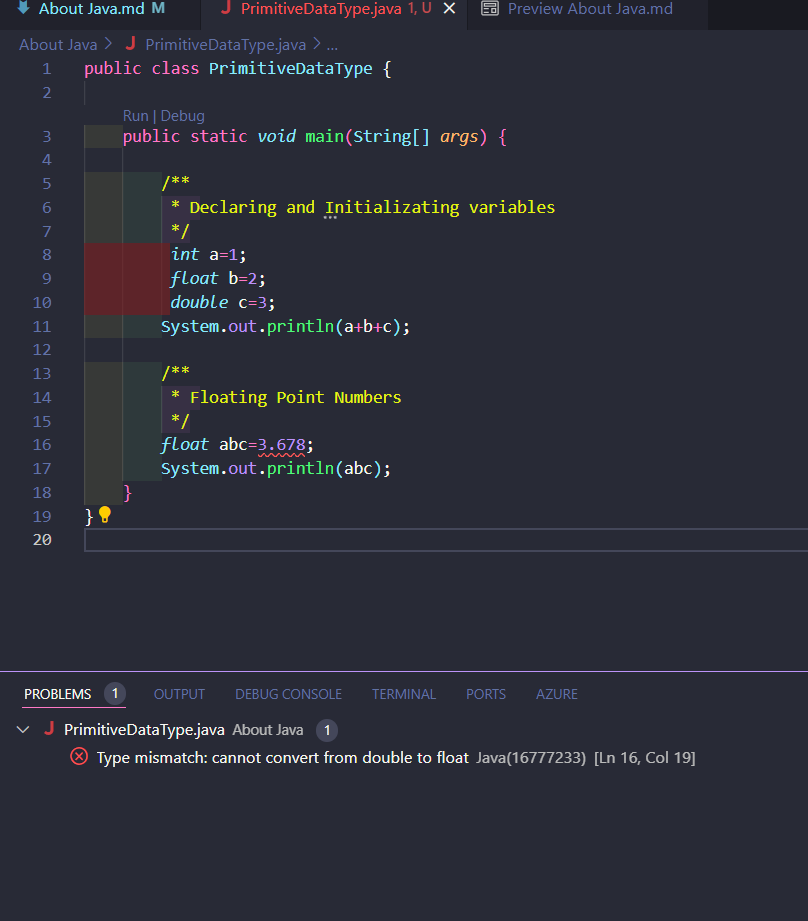 About Java.md M
J PrimitiveDataType.java 1, U
Preview About Java.md
About Java > J PrimitiveDataType.java > ...
1 public class PrimitiveDataType {
2
Run | Debug
3 public static void main(String[] args) {
4
5 /**
6 * Declaring and Initializating variables
7 */
8 int a=1;
9 float b=2;
10 double c=3;
11 System.out.println(a+b+c);
12
13 /**
14 * Floating Point Numbers
15 */
16 float abc=3.678;
17 System.out.println(abc);
18 }
19 }
20
PROBLEMS 1 OUTPUT DEBUG CONSOLE TERMINAL PORTS AZURE
J PrimitiveDataType.java About Java 1
Type mismatch: cannot convert from double to float Java(16777233) [Ln 16, Col 19]